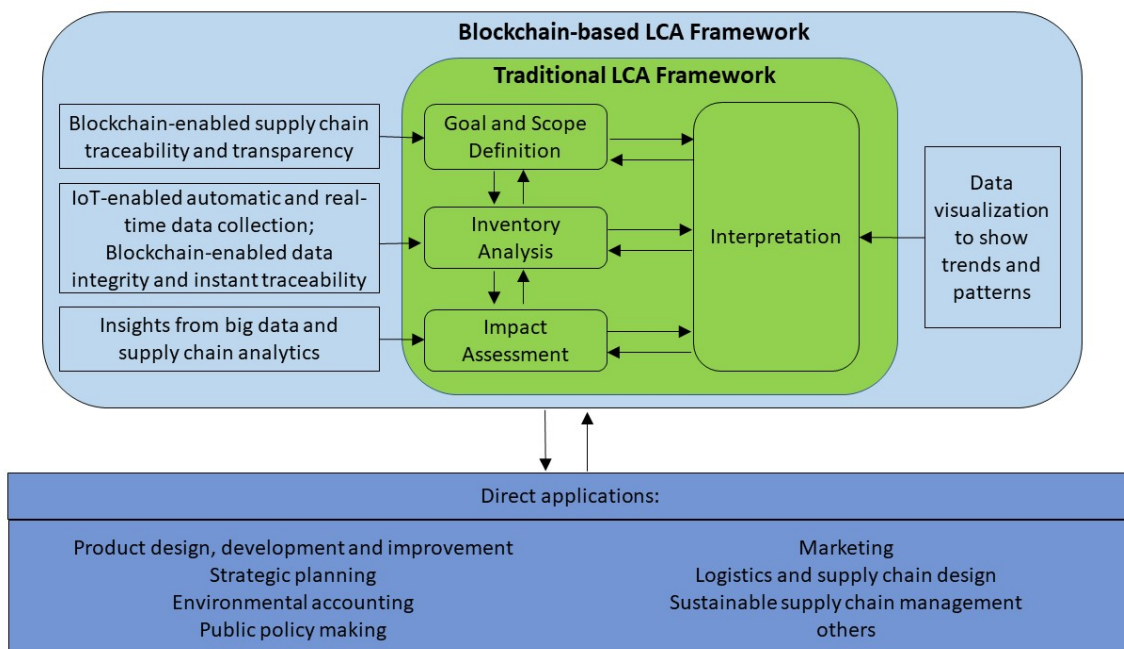 Blockchain-based LCA Framework
Traditional LCA Framework
Blockchain-enabled supply chain
traceability and transparency
Goal and Scope
Definition
IoT-enabled automatic and real-
time data collection;
Blockchain-enabled data
integrity and instant traceability
Inventory
Analysis
Insights from big data and
supply chain analytics
Impact
Assessment
Interpretation
Data
visualization
to show
trends and
patterns
Direct applications:
Product design, development and improvement
Strategic planning
Environmental accounting
Public policy making
Marketing
Logistics and supply chain design
Sustainable supply chain management
others